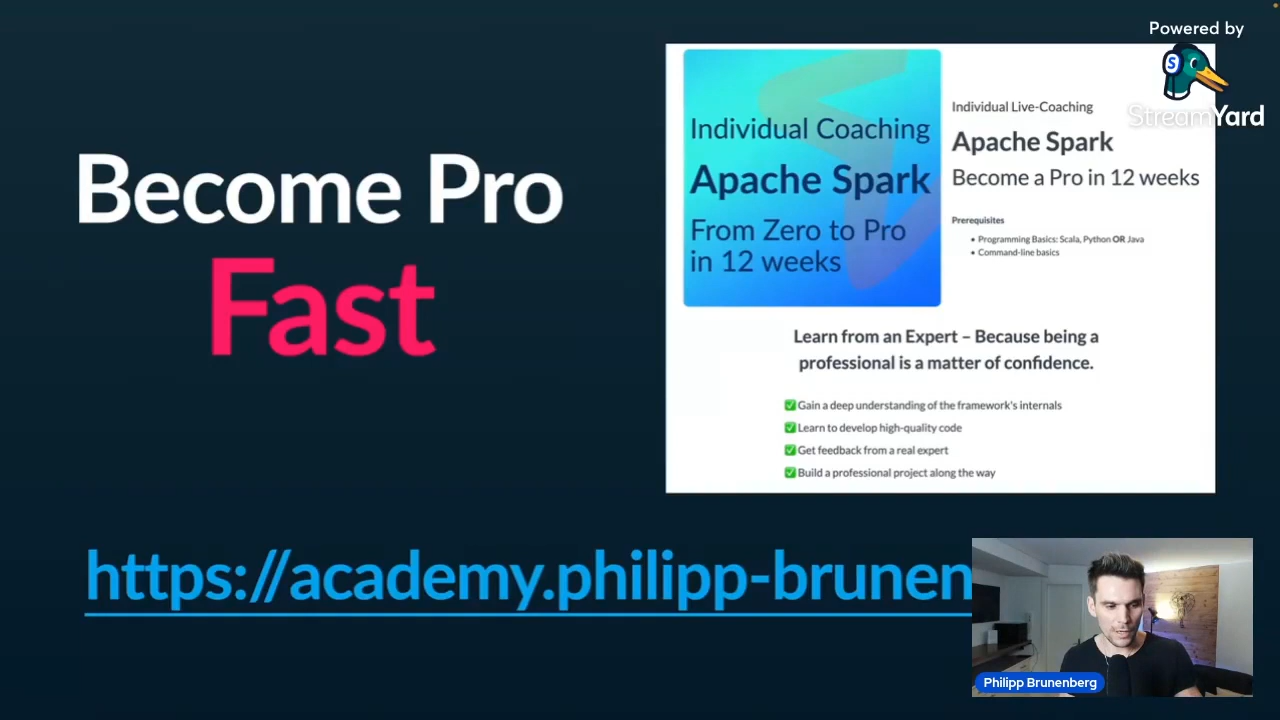 Powered by
StreamYard
Become Pro
Fast
Individual Coaching
Apache Spark
From Zero to Pro
in 12 weeks
Individual Live-Coaching
Apache Spark
Become a Pro in 12 weeks
Prerequisites
• Programming Basics: Scala, Python OR Java
• Command-line basics
Learn from an Expert – Because being a
professional is a matter of confidence.
✅ Gain a deep understanding of the framework's internals
✅ Learn to develop high-quality code
✅ Get feedback from a real expert
✅ Build a professional project along the way
https://academy.philipp-brunen
Philipp Brunenberg